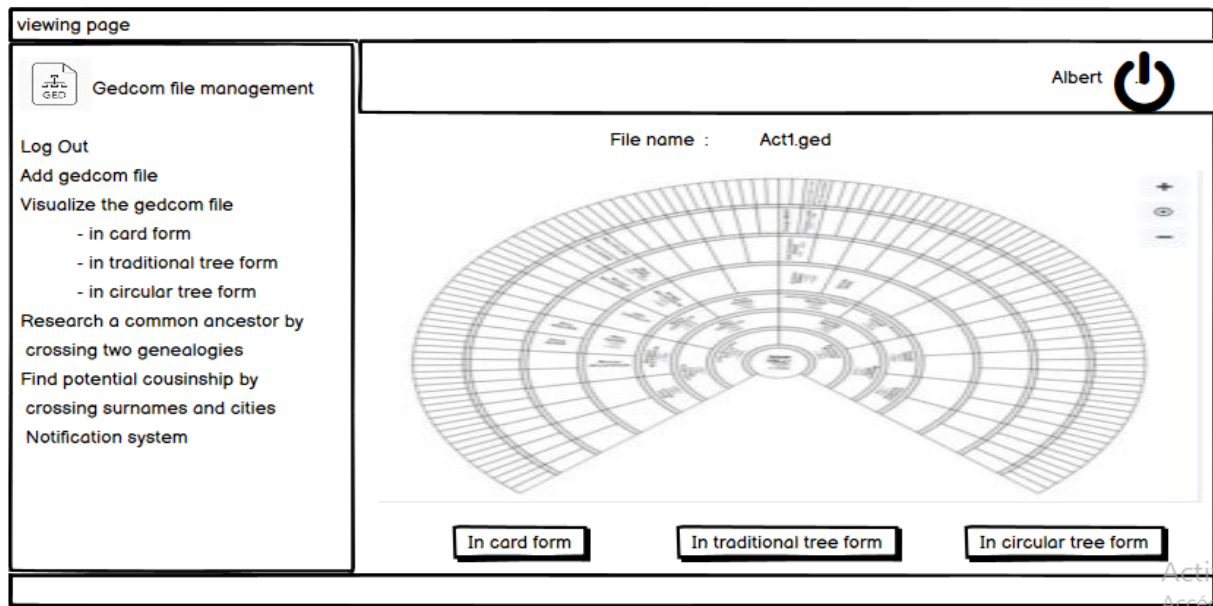 viewing page
GED
Gedcom file management
Albert
Log Out
Add gedcom file
Visualize the gedcom file
- in card form
- in traditional tree form
- in circular tree form
Research a common ancestor by
crossing two genealogies
Find potential cousinship by
crossing surnames and cities
Notification system
File name : Act1.ged
In card form
In traditional tree form
In circular tree form